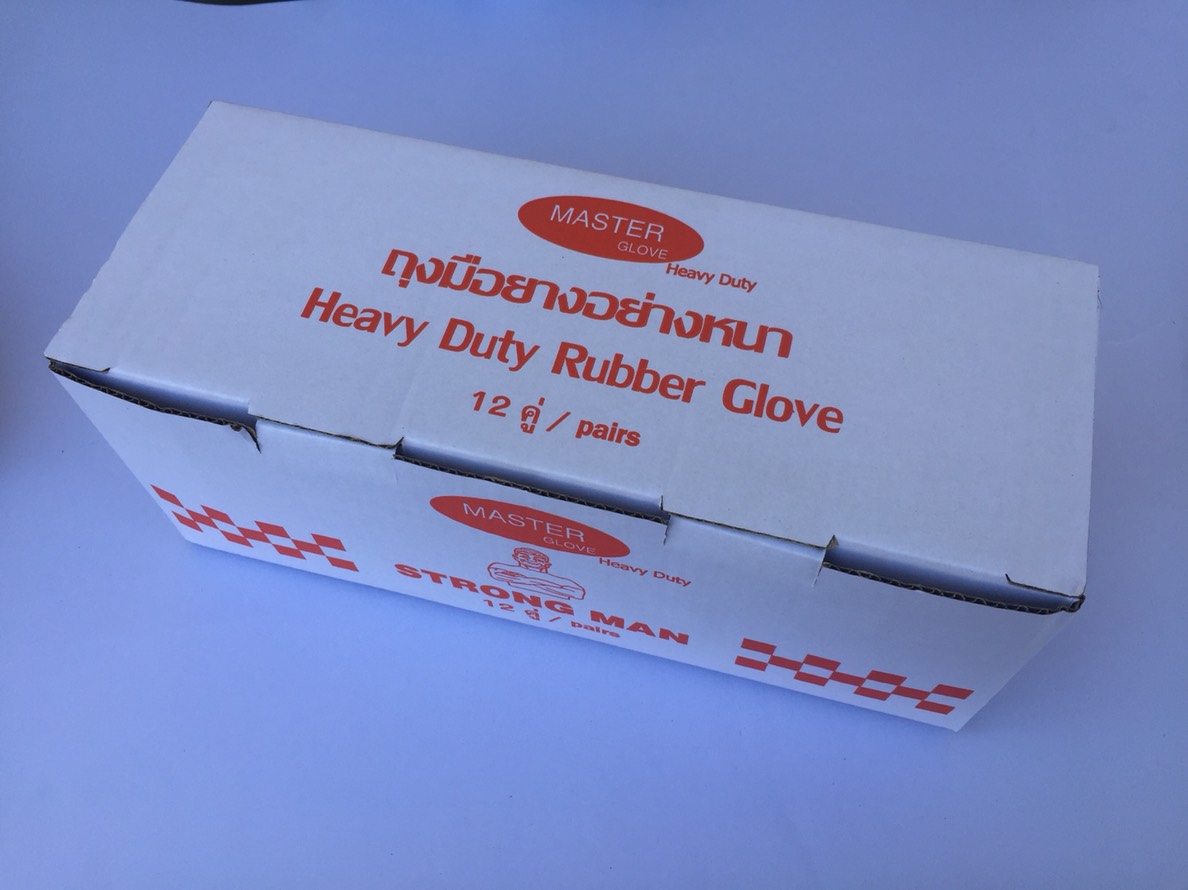 MASTER
GLOVE
Heavy Duty
ถุงมือยางอย่างหนา
Heavy Duty Rubber Glove
12 คู่ / pairs
MASTER
GLOVE
Heavy Duty
STRONG MAN
12 คู่ / pairs